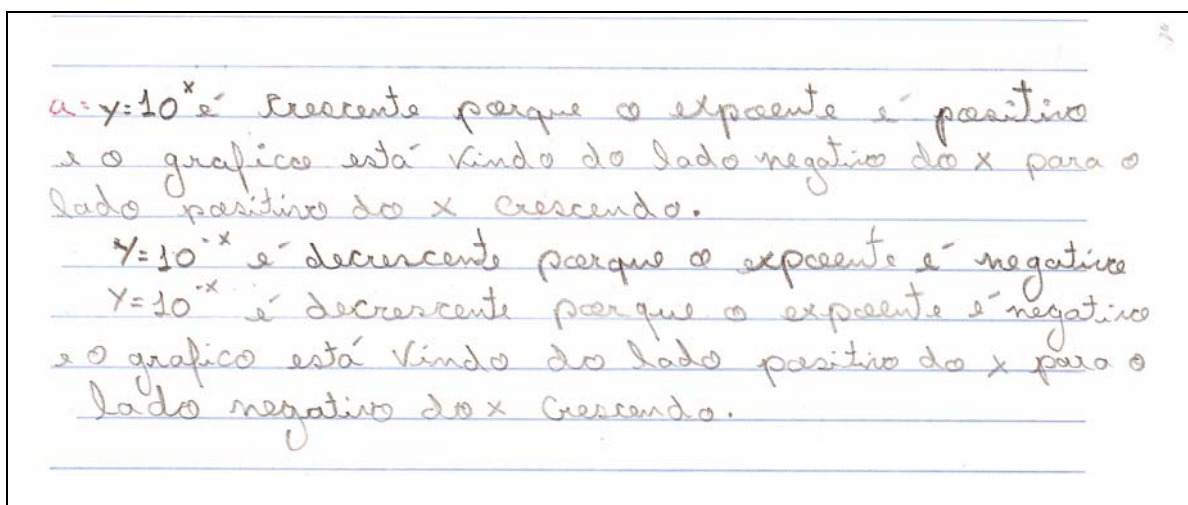 a = y = 10ˣ é crescente porque o expoente é positivo
e o grafico está vindo do lado negativo do x para o
lado positivo do x crescendo.
y = 10⁻ˣ é decrescente porque o expoente é negativo
y = 10⁻ˣ é decrescente porque o expoente é negativo
e o grafico está vindo do lado positivo do x para o
lado negativo do x crescendo.